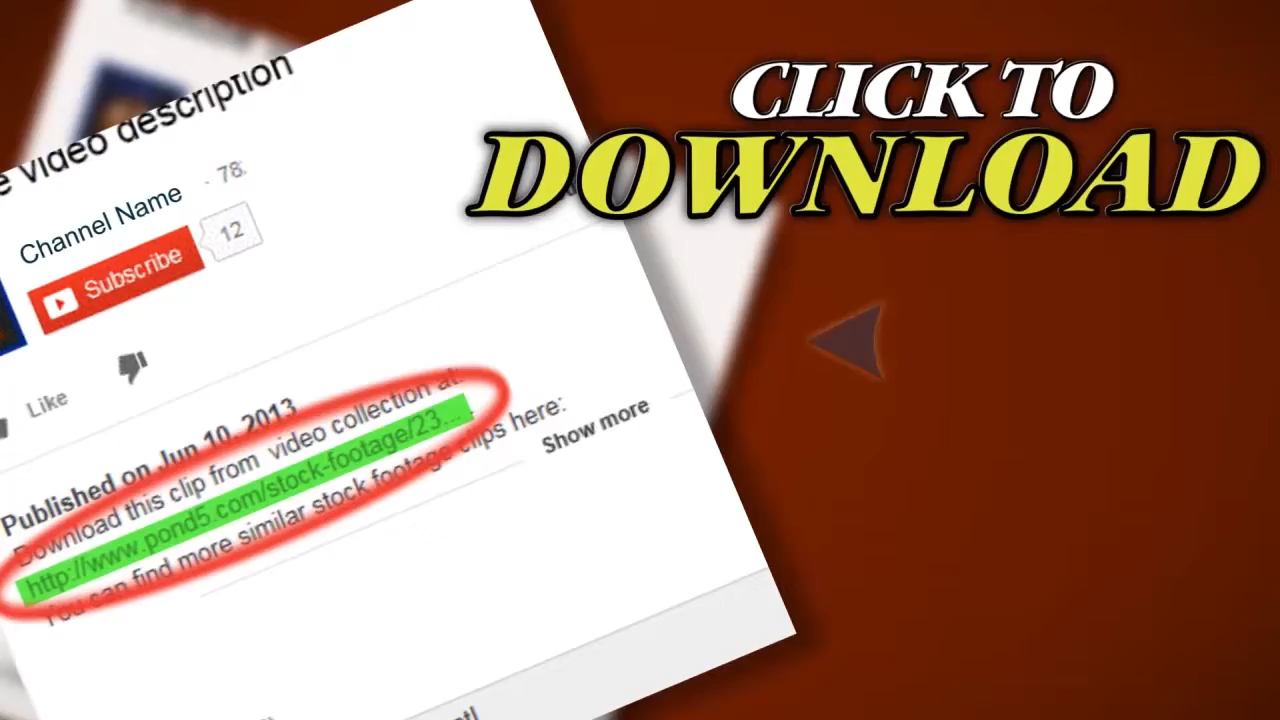 CLICK TO
DOWNLOAD
e video description
Channel Name
78
Subscribe
12
Like
Published on Jun 10, 2013
Download this clip from video collection at:
http://www.pond5.com/stock-footage/23...
You can find more similar stock footage clips here:
Show more